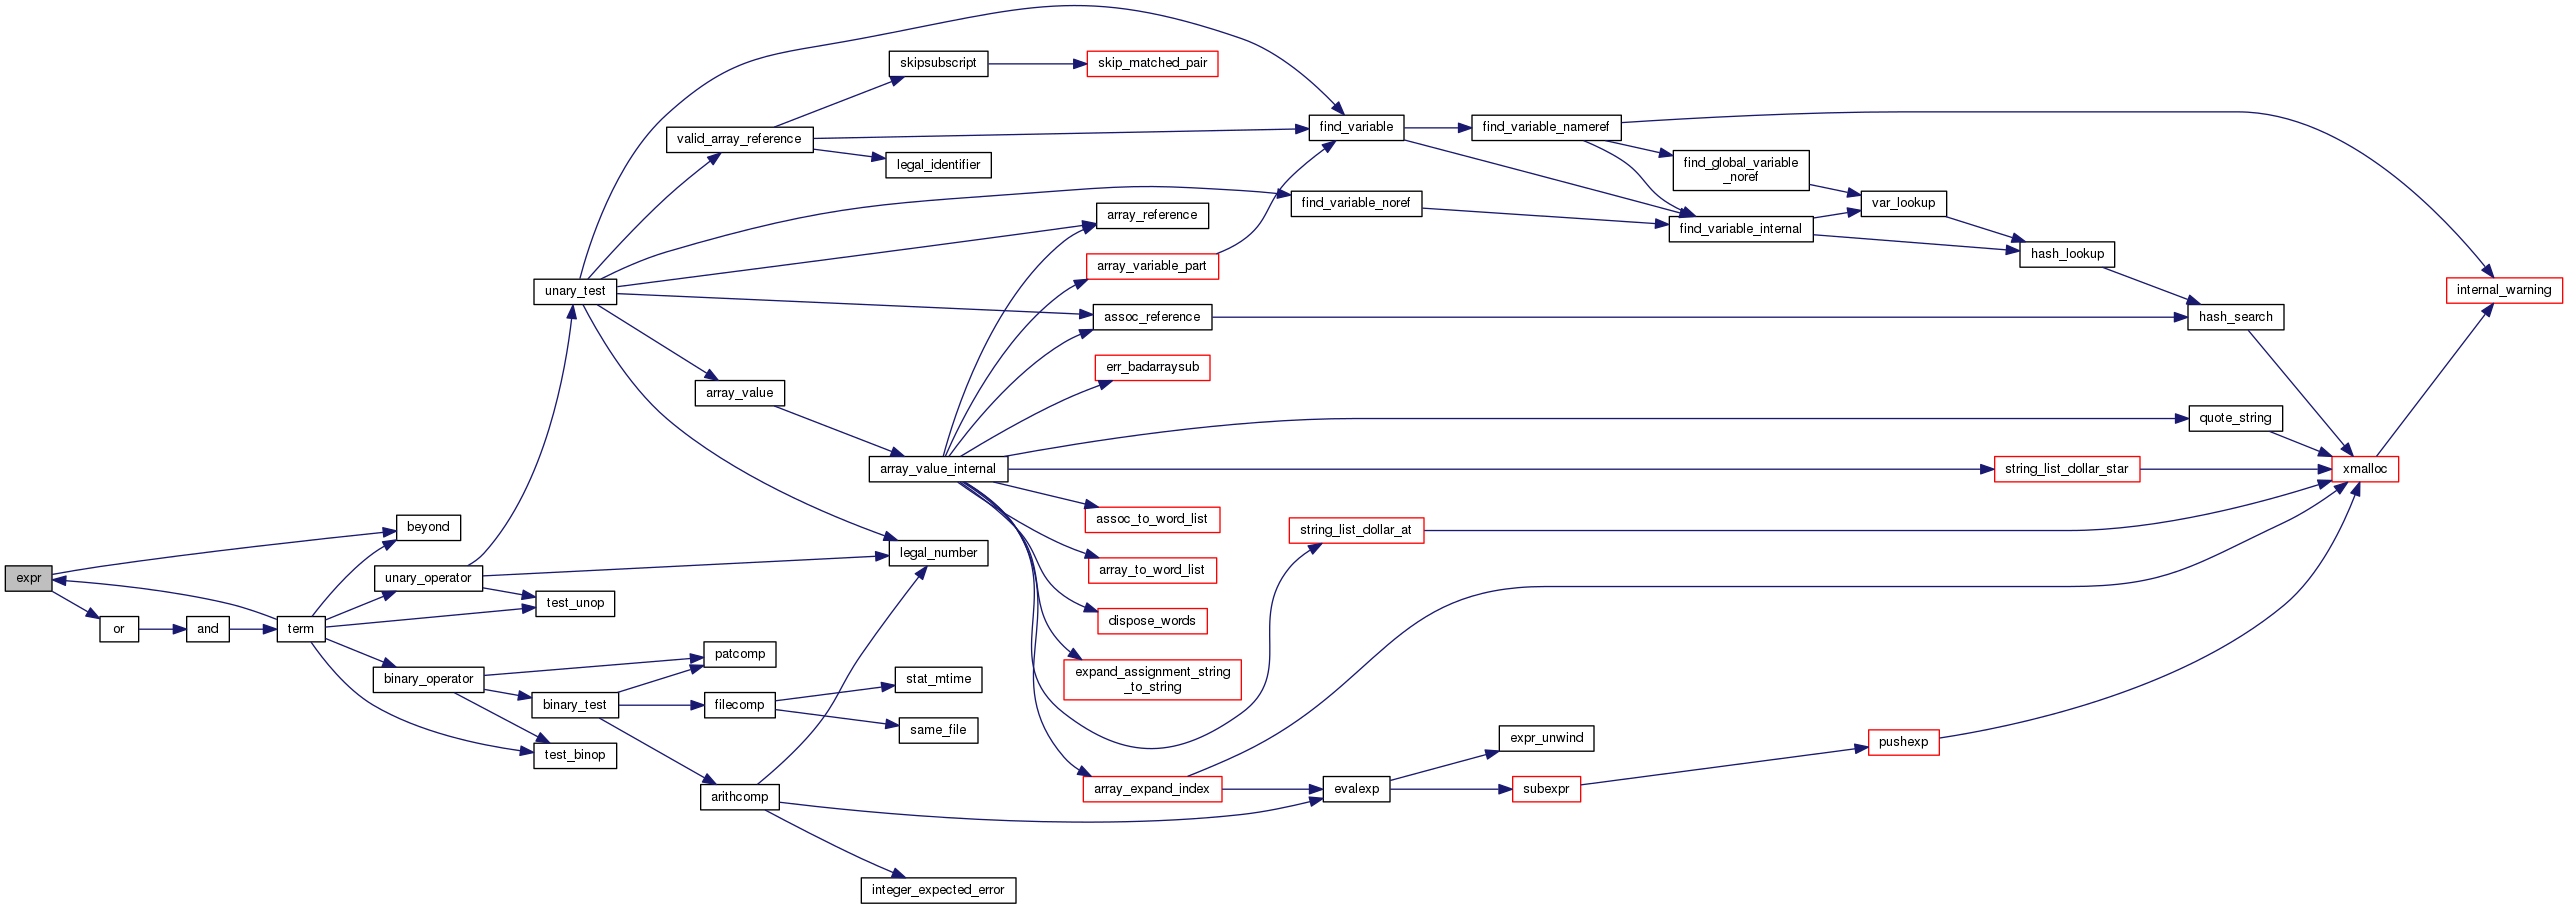 skipsubscript
skip_matched_pair
find_variable
find_variable_nameref
valid_array_reference
legal_identifier
find_global_variable
_noref
find_variable_noref
var_lookup
array_reference
find_variable_internal
hash_lookup
array_variable_part
unary_test
internal_warning
assoc_reference
hash_search
err_badarraysub
array_value
quote_string
array_value_internal
string_list_dollar_star
xmalloc
assoc_to_word_list
beyond
string_list_dollar_at
legal_number
array_to_word_list
expr
unary_operator
test_unop
dispose_words
or
and
term
patcomp
binary_operator
stat_mtime
expand_assignment_string
_to_string
binary_test
filecomp
same_file
expr_unwind
pushexp
test_binop
arithcomp
array_expand_index
evalexp
subexpr
integer_expected_error